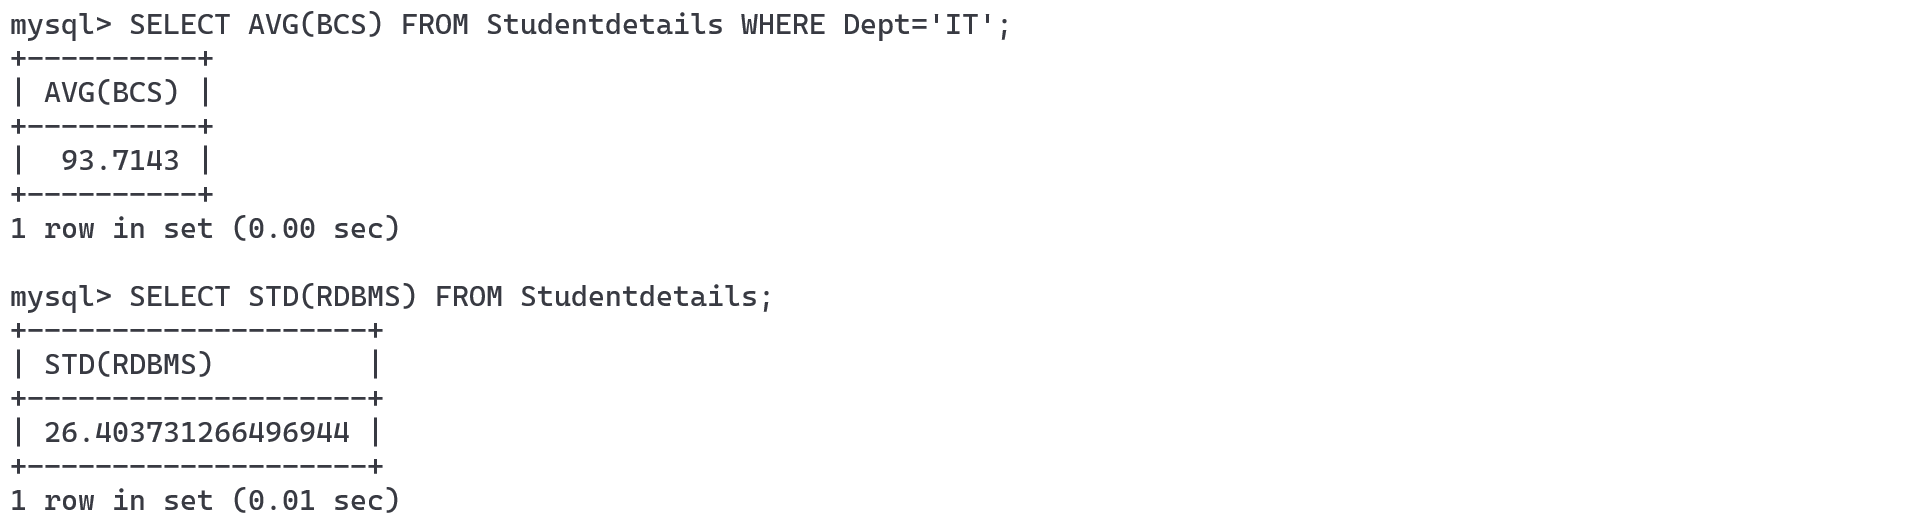 mysql> SELECT AVG(BCS) FROM Studentdetails WHERE Dept='IT';
+----------+
| AVG(BCS) |
+----------+
|  93.7143 |
+----------+
1 row in set (0.00 sec)

mysql> SELECT STD(RDBMS) FROM Studentdetails;
+--------------------+
| STD(RDBMS)         |
+--------------------+
| 26.403731266496944 |
+--------------------+
1 row in set (0.01 sec)